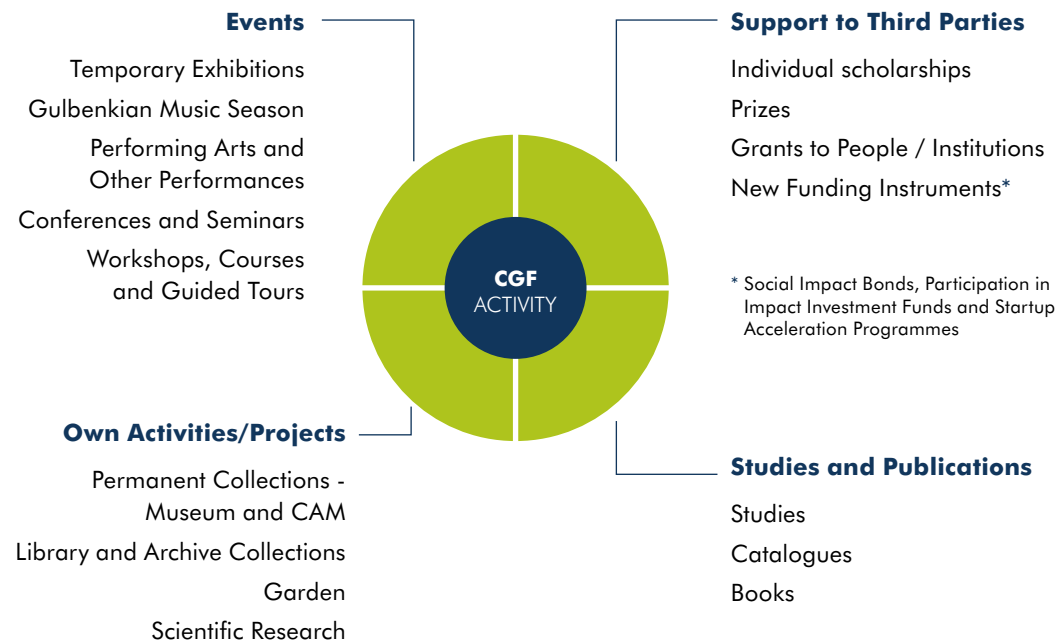 Events
Temporary Exhibitions
Gulbenkian Music Season
Performing Arts and
Other Performances
Conferences and Seminars
Workshops, Courses
and Guided Tours
Support to Third Parties
Individual scholarships
Prizes
Grants to People / Institutions
New Funding Instruments*
* Social Impact Bonds, Participation in
Impact Investment Funds and Startup
Acceleration Programmes
CGF
ACTIVITY
Own Activities/Projects
Permanent Collections -
Museum and CAM
Library and Archive Collections
Garden
Scientific Research
Studies and Publications
Studies
Catalogues
Books